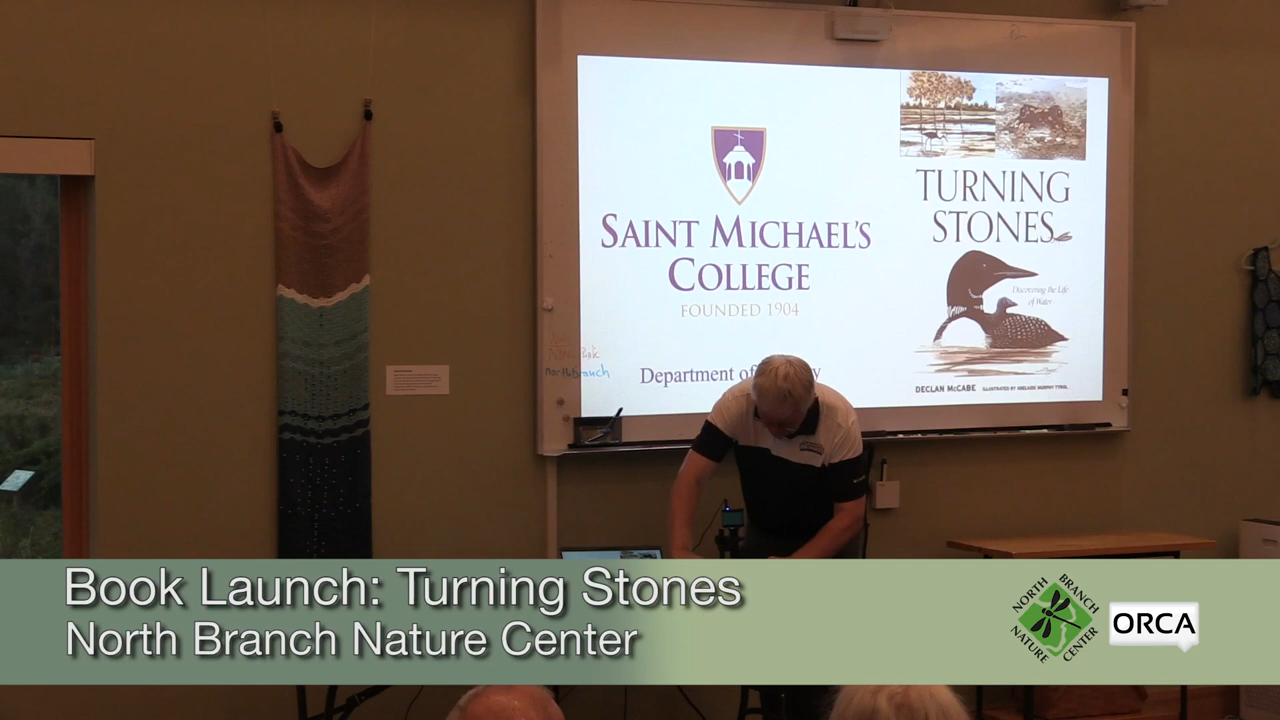 TURNING
STONES
SAINT MICHAEL'S
COLLEGE
FOUNDED 1904
Discovering the Life
of Water
Department of
DECLAN MCCABE ILLUSTRATED BY ADELAIDE MURPHY TYROL
northbranch
Book Launch: Turning Stones
North Branch Nature Center
NORTH BRANCH
NATURE CENTER
ORCA